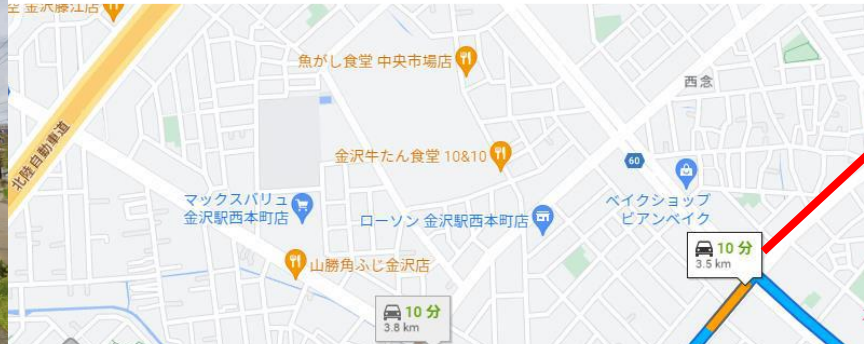 金沢藤江店
魚がし食堂 中央市場店
西念
北陸自動車道
金沢牛たん食堂 10&10
60
マックスバリュ
金沢駅西本町店
ローソン 金沢駅西本町店
ベイクショップ
ビアンベイク
10 分
3.5 km
山勝角ふじ金沢店
10 分
3.8 km